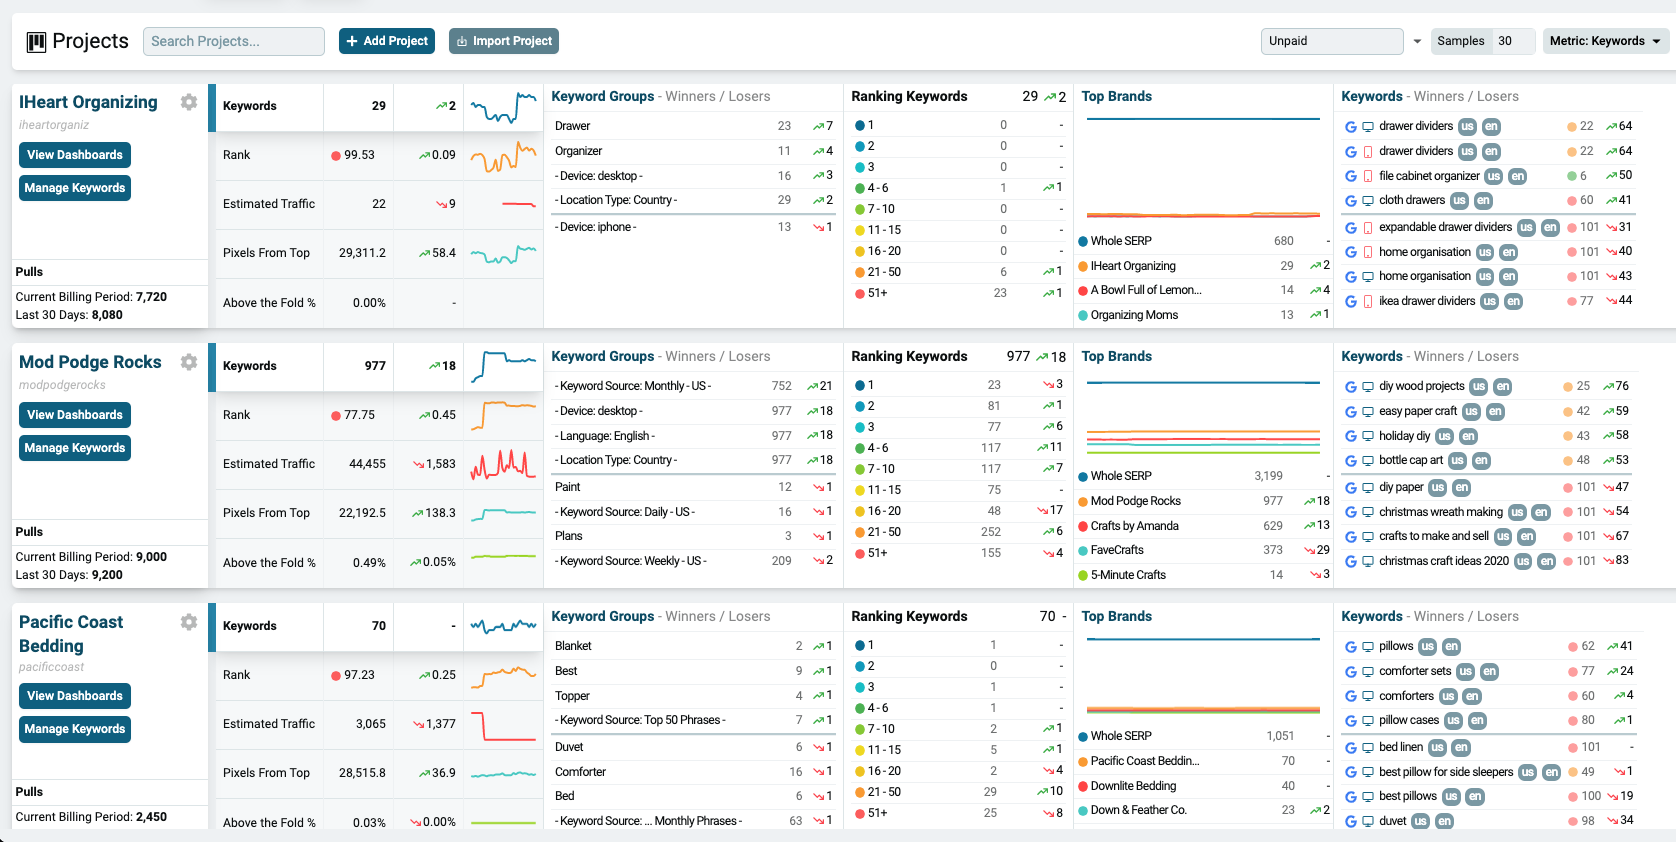 Projects
Search Projects...
Add Project
Import Project
Unpaid
Samples 30
Metric: Keywords
IHeart Organizing
iheartorganiz
View Dashboards
Manage Keywords
Pulls
Current Billing Period: 7,720
Last 30 Days: 8,080
Keywords 29 2
Rank 99.53 0.09
Estimated Traffic 22 9
Pixels From Top 29,311.2 58.4
Above the Fold % 0.00% -
Keyword Groups - Winners / Losers
Drawer 23 7
Organizer 11 4
- Device: desktop - 16 3
- Location Type: Country - 29 2
- Device: iphone - 13 1
Ranking Keywords 29 2
1 0 -
2 0 -
3 0 -
4 - 6 1 1
7 - 10 0 -
11 - 15 0 -
16 - 20 0 -
21 - 50 6 1
51+ 23 1
Top Brands
Whole SERP 680 -
IHeart Organizing 29 2
A Bowl Full of Lemon... 14 4
Organizing Moms 13 1
Keywords - Winners / Losers
drawer dividers us en 22 64
drawer dividers us en 22 64
file cabinet organizer us en 6 50
cloth drawers us en 60 41
expandable drawer dividers us en 101 31
home organisation us en 101 40
home organisation us en 101 43
ikea drawer dividers us en 77 44
Mod Podge Rocks
modpodgerocks
View Dashboards
Manage Keywords
Pulls
Current Billing Period: 9,000
Last 30 Days: 9,200
Keywords 977 18
Rank 77.75 0.45
Estimated Traffic 44,455 1,583
Pixels From Top 22,192.5 138.3
Above the Fold % 0.49% 0.05%
Keyword Groups - Winners / Losers
- Keyword Source: Monthly - US - 752 21
- Device: desktop - 977 18
- Language: English - 977 18
- Location Type: Country - 977 18
Paint 12 1
- Keyword Source: Daily - US - 16 1
Plans 3 1
- Keyword Source: Weekly - US - 209 2
Ranking Keywords 977 18
1 23 3
2 81 1
3 77 6
4 - 6 117 11
7 - 10 117 7
11 - 15 75 -
16 - 20 48 17
21 - 50 252 6
51+ 155 4
Top Brands
Whole SERP 3,199 -
Mod Podge Rocks 977 18
Crafts by Amanda 629 13
FaveCrafts 373 29
5-Minute Crafts 14 3
Keywords - Winners / Losers
diy wood projects us en 25 76
easy paper craft us en 42 59
holiday diy us en 43 58
bottle cap art us en 48 53
diy paper us en 101 47
christmas wreath making us en 101 54
crafts to make and sell us en 101 67
christmas craft ideas 2020 us en 101 83
Pacific Coast
Bedding
pacificcoast
View Dashboards
Manage Keywords
Pulls
Current Billing Period: 2,450
Keywords 70 -
Rank 97.23 0.25
Estimated Traffic 3,065 1,377
Pixels From Top 28,515.8 36.9
Above the Fold % 0.03% 0.00%
Keyword Groups - Winners / Losers
Blanket 2 1
Best 9 1
Topper 4 1
- Keyword Source: Top 50 Phrases - 7 1
Duvet 6 1
Comforter 16 1
Bed 6 1
- Keyword Source: ... Monthly Phrases - 63 1
Ranking Keywords 70 -
1 1 -
2 0 -
3 1 -
4 - 6 1 -
7 - 10 2 1
11 - 15 5 1
16 - 20 2 4
21 - 50 29 10
51+ 25 8
Top Brands
Whole SERP 1,051 -
Pacific Coast Beddin... 70 -
Downlite Bedding 40 -
Down & Feather Co. 23 2
Keywords - Winners / Losers
pillows us en 62 41
comforter sets us en 77 24
comforters us en 60 4
pillow cases us en 80 1
bed linen us en 101 -
best pillow for side sleepers us en 49 1
best pillows us en 100 19
duvet us en 98 34